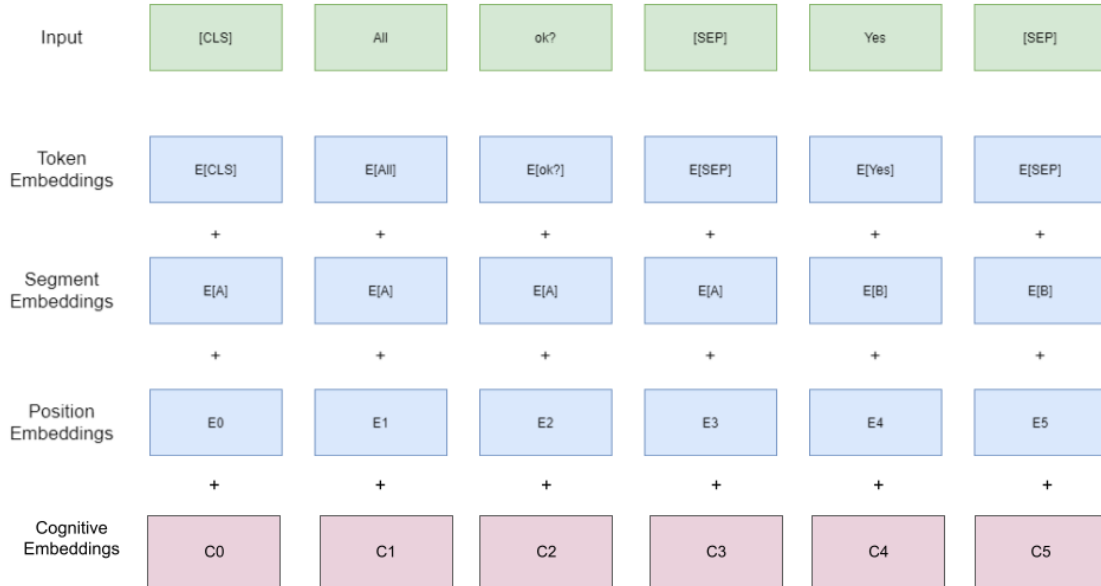 Input [CLS] All ok? [SEP] Yes [SEP]
Token
Embeddings
E[CLS] E[All] E[ok?] E[SEP] E[Yes] E[SEP]
+ + + + + +
Segment
Embeddings
E[A] E[A] E[A] E[A] E[B] E[B]
+ + + + + +
Position
Embeddings
E0 E1 E2 E3 E4 E5
+ + + + + +
Cognitive
Embeddings
C0 C1 C2 C3 C4 C5